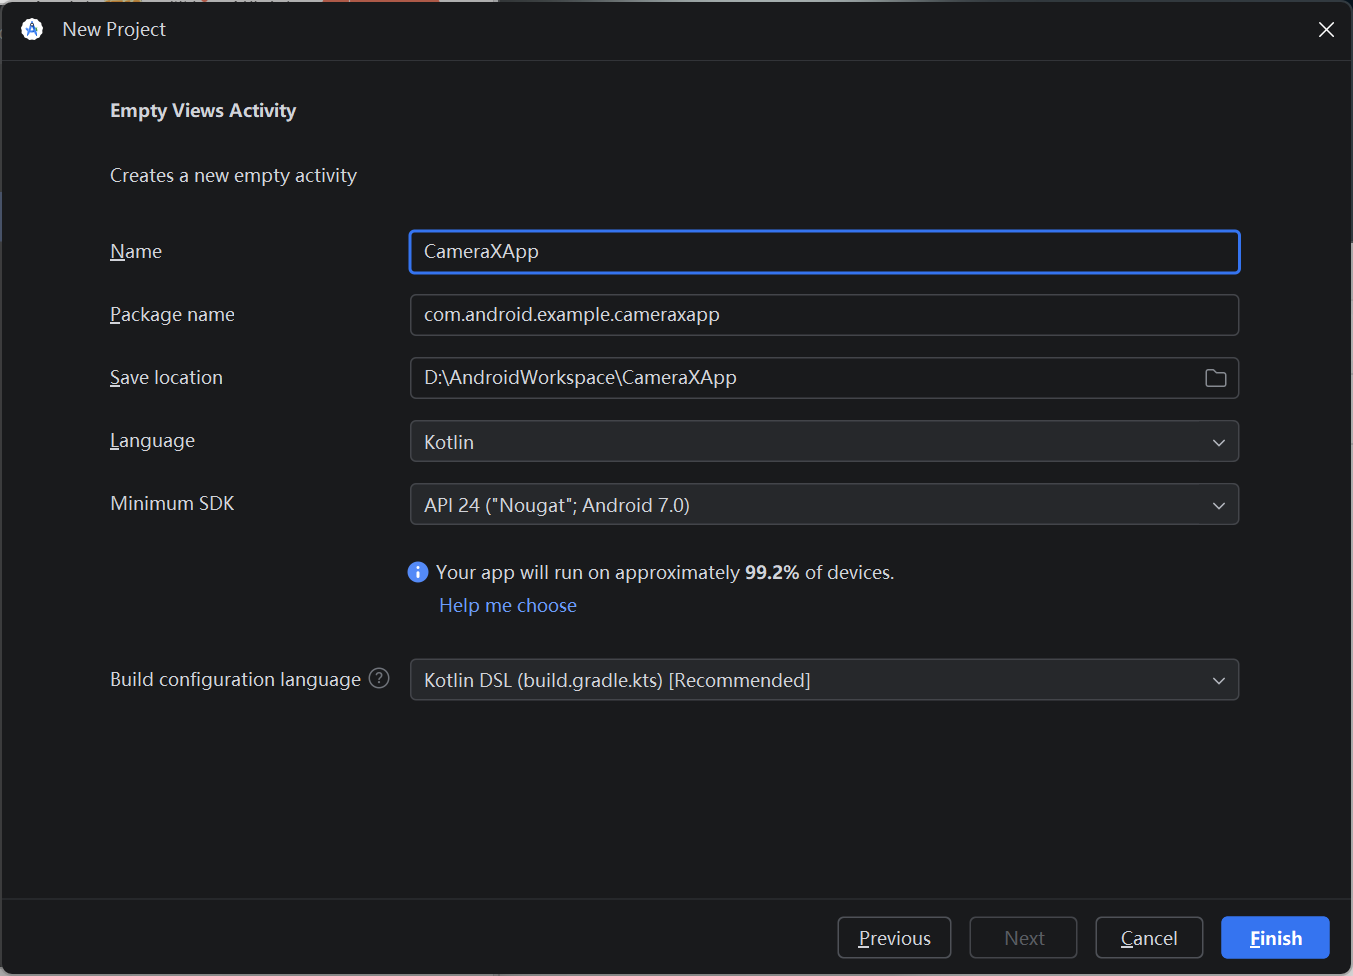 New Project
Empty Views Activity
Creates a new empty activity
Name CameraXApp
Package name com.android.example.cameraxapp
Save location D:\AndroidWorkspace\CameraXApp
Language Kotlin
Minimum SDK API 24 ("Nougat"; Android 7.0)
Your app will run on approximately 99.2% of devices.
Help me choose
Build configuration language ? Kotlin DSL (build.gradle.kts) [Recommended]
Previous Next Cancel Finish